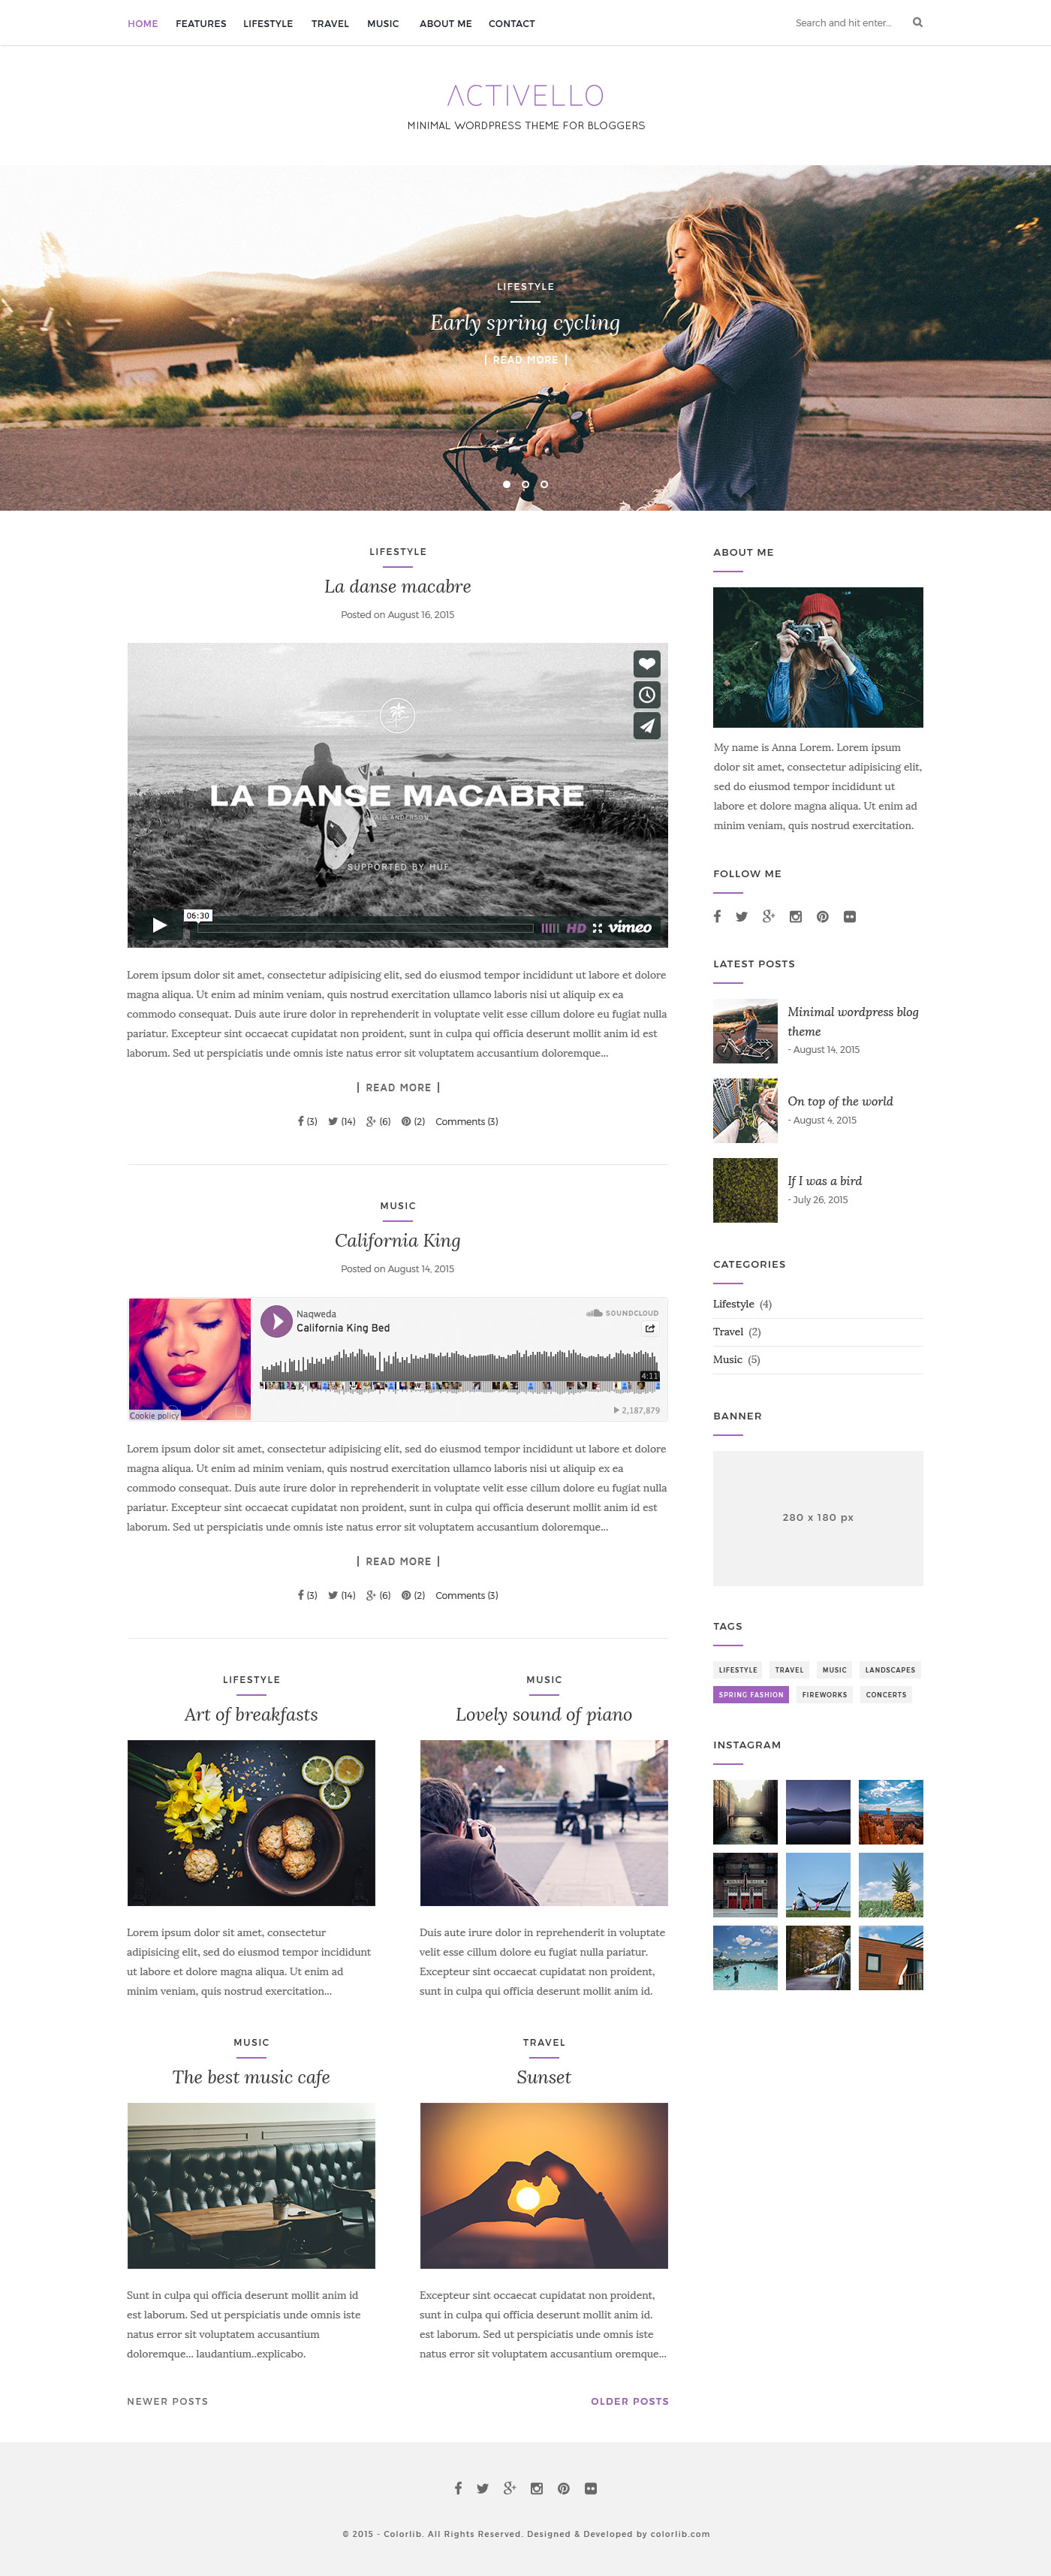 HOME FEATURES LIFESTYLE TRAVEL MUSIC ABOUT ME CONTACT Search and hit enter...
ACTIVELLO
MINIMAL WORDPRESS THEME FOR BLOGGERS
LIFESTYLE
Early spring cycling
| READ MORE |
LIFESTYLE
La danse macabre
Posted on August 16, 2015
LA DANSE MACABRE
SUPPORTED BY HUF
06:30
HD vimeo
Lorem ipsum dolor sit amet, consectetur adipisicing elit, sed do eiusmod tempor incididunt ut labore et dolore
magna aliqua. Ut enim ad minim veniam, quis nostrud exercitation ullamco laboris nisi ut aliquip ex ea
commodo consequat. Duis aute irure dolor in reprehenderit in voluptate velit esse cillum dolore eu fugiat nulla
pariatur. Excepteur sint occaecat cupidatat non proident, sunt in culpa qui officia deserunt mollit anim id est
laborum. Sed ut perspiciatis unde omnis iste natus error sit voluptatem accusantium doloremque...
| READ MORE |
(3) (14) (6) (2) Comments (3)
MUSIC
California King
Posted on August 14, 2015
Naqweda
California King Bed
SOUNDCLOUD
4:11
Cookie policy
2,187,879
Lorem ipsum dolor sit amet, consectetur adipisicing elit, sed do eiusmod tempor incididunt ut labore et dolore
magna aliqua. Ut enim ad minim veniam, quis nostrud exercitation ullamco laboris nisi ut aliquip ex ea
commodo consequat. Duis aute irure dolor in reprehenderit in voluptate velit esse cillum dolore eu fugiat nulla
pariatur. Excepteur sint occaecat cupidatat non proident, sunt in culpa qui officia deserunt mollit anim id est
laborum. Sed ut perspiciatis unde omnis iste natus error sit voluptatem accusantium doloremque...
| READ MORE |
(3) (14) (6) (2) Comments (3)
LIFESTYLE
Art of breakfasts
Lorem ipsum dolor sit amet, consectetur
adipisicing elit, sed do eiusmod tempor incididunt
ut labore et dolore magna aliqua. Ut enim ad
minim veniam, quis nostrud exercitation...
MUSIC
Lovely sound of piano
Duis aute irure dolor in reprehenderit in voluptate
velit esse cillum dolore eu fugiat nulla pariatur.
Excepteur sint occaecat cupidatat non proident,
sunt in culpa qui officia deserunt mollit anim id.
MUSIC
The best music cafe
Sunt in culpa qui officia deserunt mollit anim id
est laborum. Sed ut perspiciatis unde omnis iste
natus error sit voluptatem accusantium
doloremque... laudantium..explicabo.
TRAVEL
Sunset
Excepteur sint occaecat cupidatat non proident,
sunt in culpa qui officia deserunt mollit anim id.
est laborum. Sed ut perspiciatis unde omnis iste
natus error sit voluptatem accusantium oremque...
NEWER POSTS OLDER POSTS
ABOUT ME
My name is Anna Lorem. Lorem ipsum
dolor sit amet, consectetur adipisicing elit,
sed do eiusmod tempor incididunt ut
labore et dolore magna aliqua. Ut enim ad
minim veniam, quis nostrud exercitation.
FOLLOW ME
LATEST POSTS
Minimal wordpress blog
theme
- August 14, 2015
On top of the world
- August 4, 2015
If I was a bird
- July 26, 2015
CATEGORIES
Lifestyle (4)
Travel (2)
Music (5)
BANNER
280 x 180 px
TAGS
LIFESTYLE TRAVEL MUSIC LANDSCAPES
SPRING FASHION FIREWORKS CONCERTS
INSTAGRAM
© 2015 - Colorlib. All Rights Reserved. Designed & Developed by colorlib.com